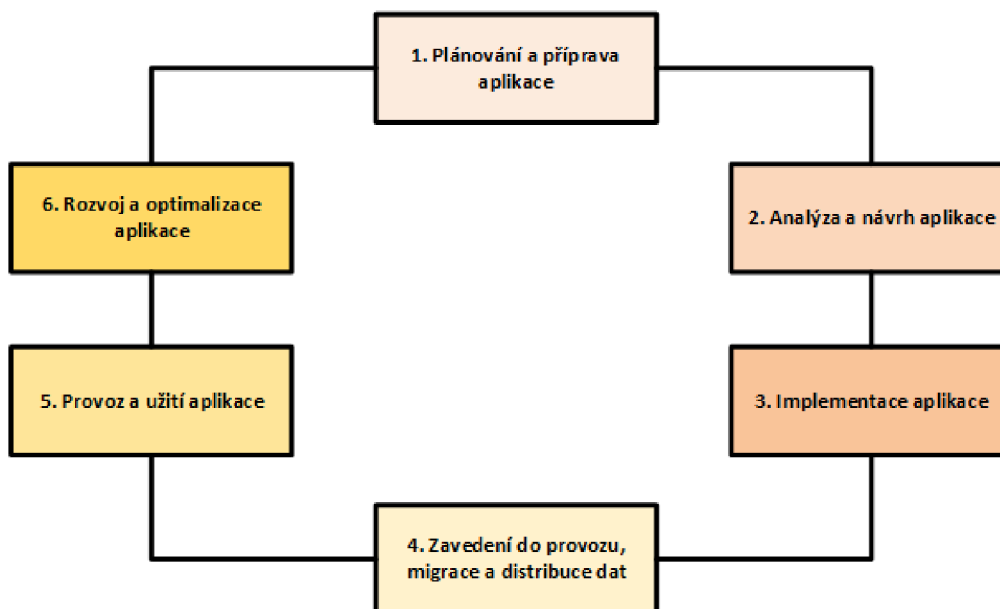 1. Plánování a příprava
aplikace
2. Analýza a návrh aplikace
3. Implementace aplikace
4. Zavedení do provozu,
migrace a distribuce dat
5. Provoz a užití aplikace
6. Rozvoj a optimalizace
aplikace